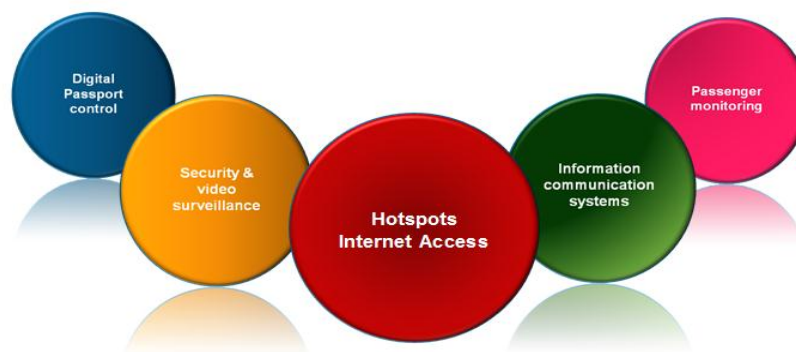 Digital
Passport
control
Security &
video
surveillance
Hotspots
Internet Access
Information
communication
systems
Passenger
monitoring